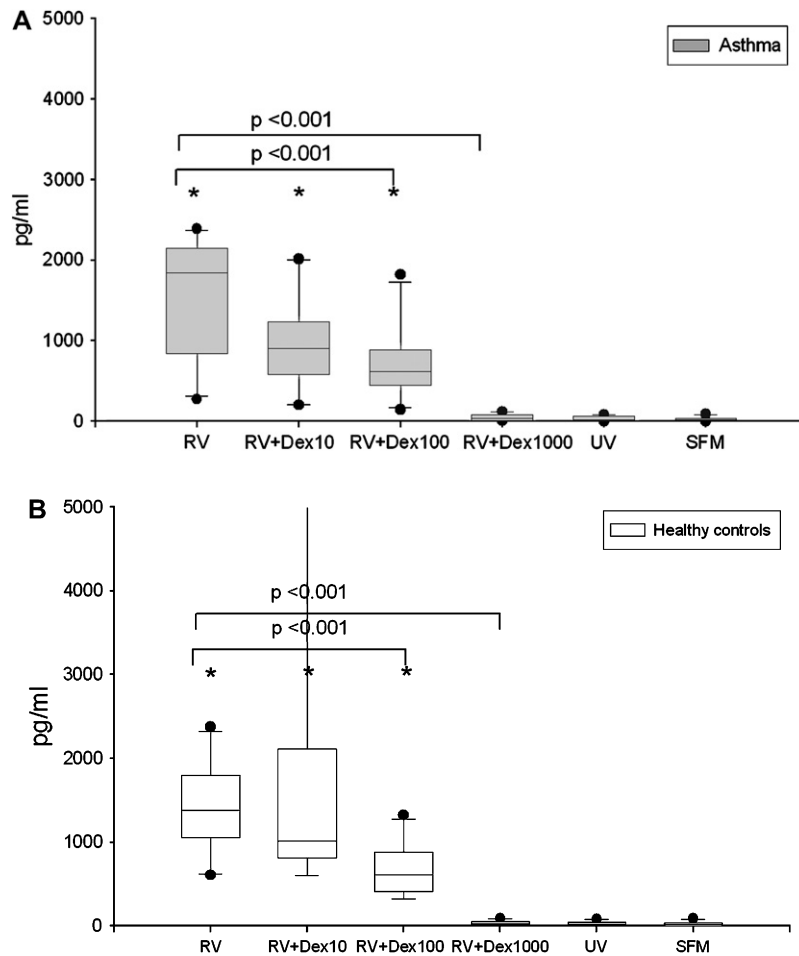 A
5000
Asthma
4000
p <0.001
p <0.001
3000
* * *
pg/ml
2000
1000
0
RV RV+Dex10 RV+Dex100 RV+Dex1000 UV SFM
B
5000
Healthy controls
4000
p <0.001
p <0.001
3000
* * *
pg/ml
2000
1000
0
RV RV+Dex10 RV+Dex100 RV+Dex1000 UV SFM